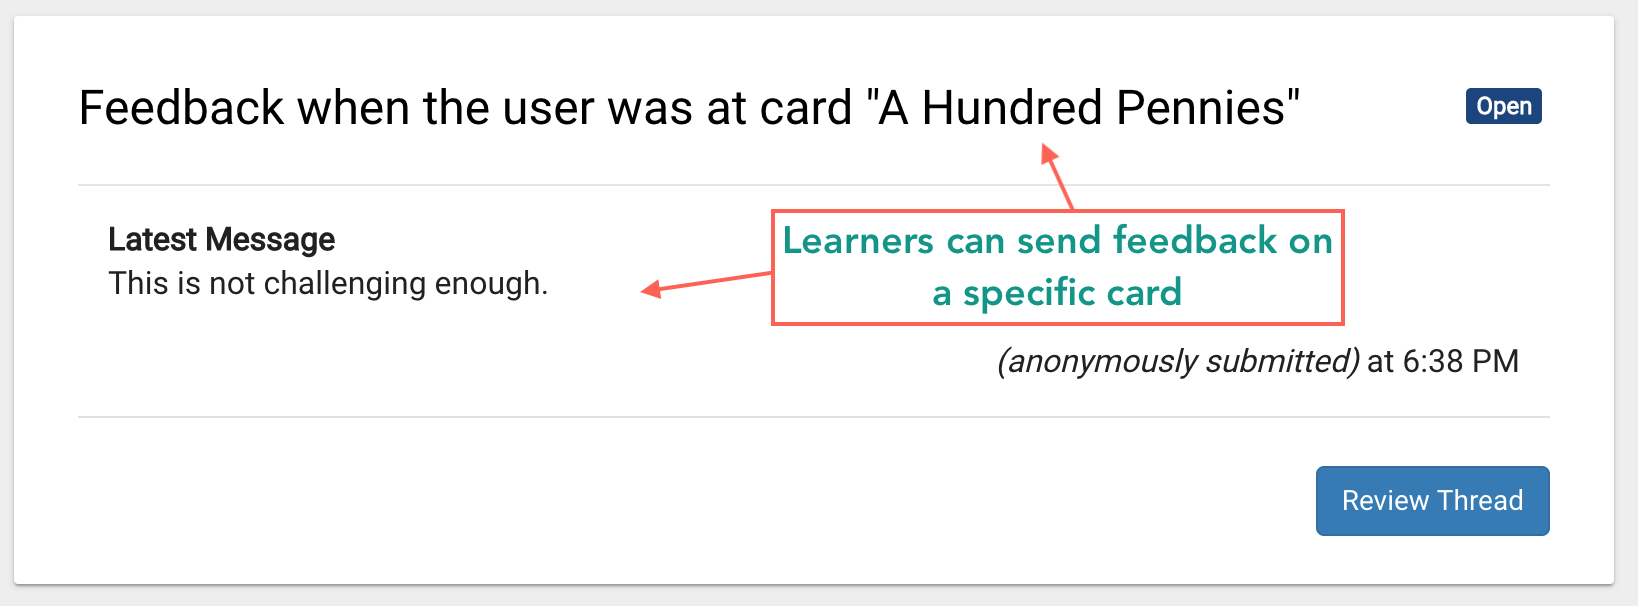 Feedback when the user was at card "A Hundred Pennies"
Open
Latest Message
This is not challenging enough.
Learners can send feedback on
a specific card
(anonymously submitted) at 6:38 PM
Review Thread